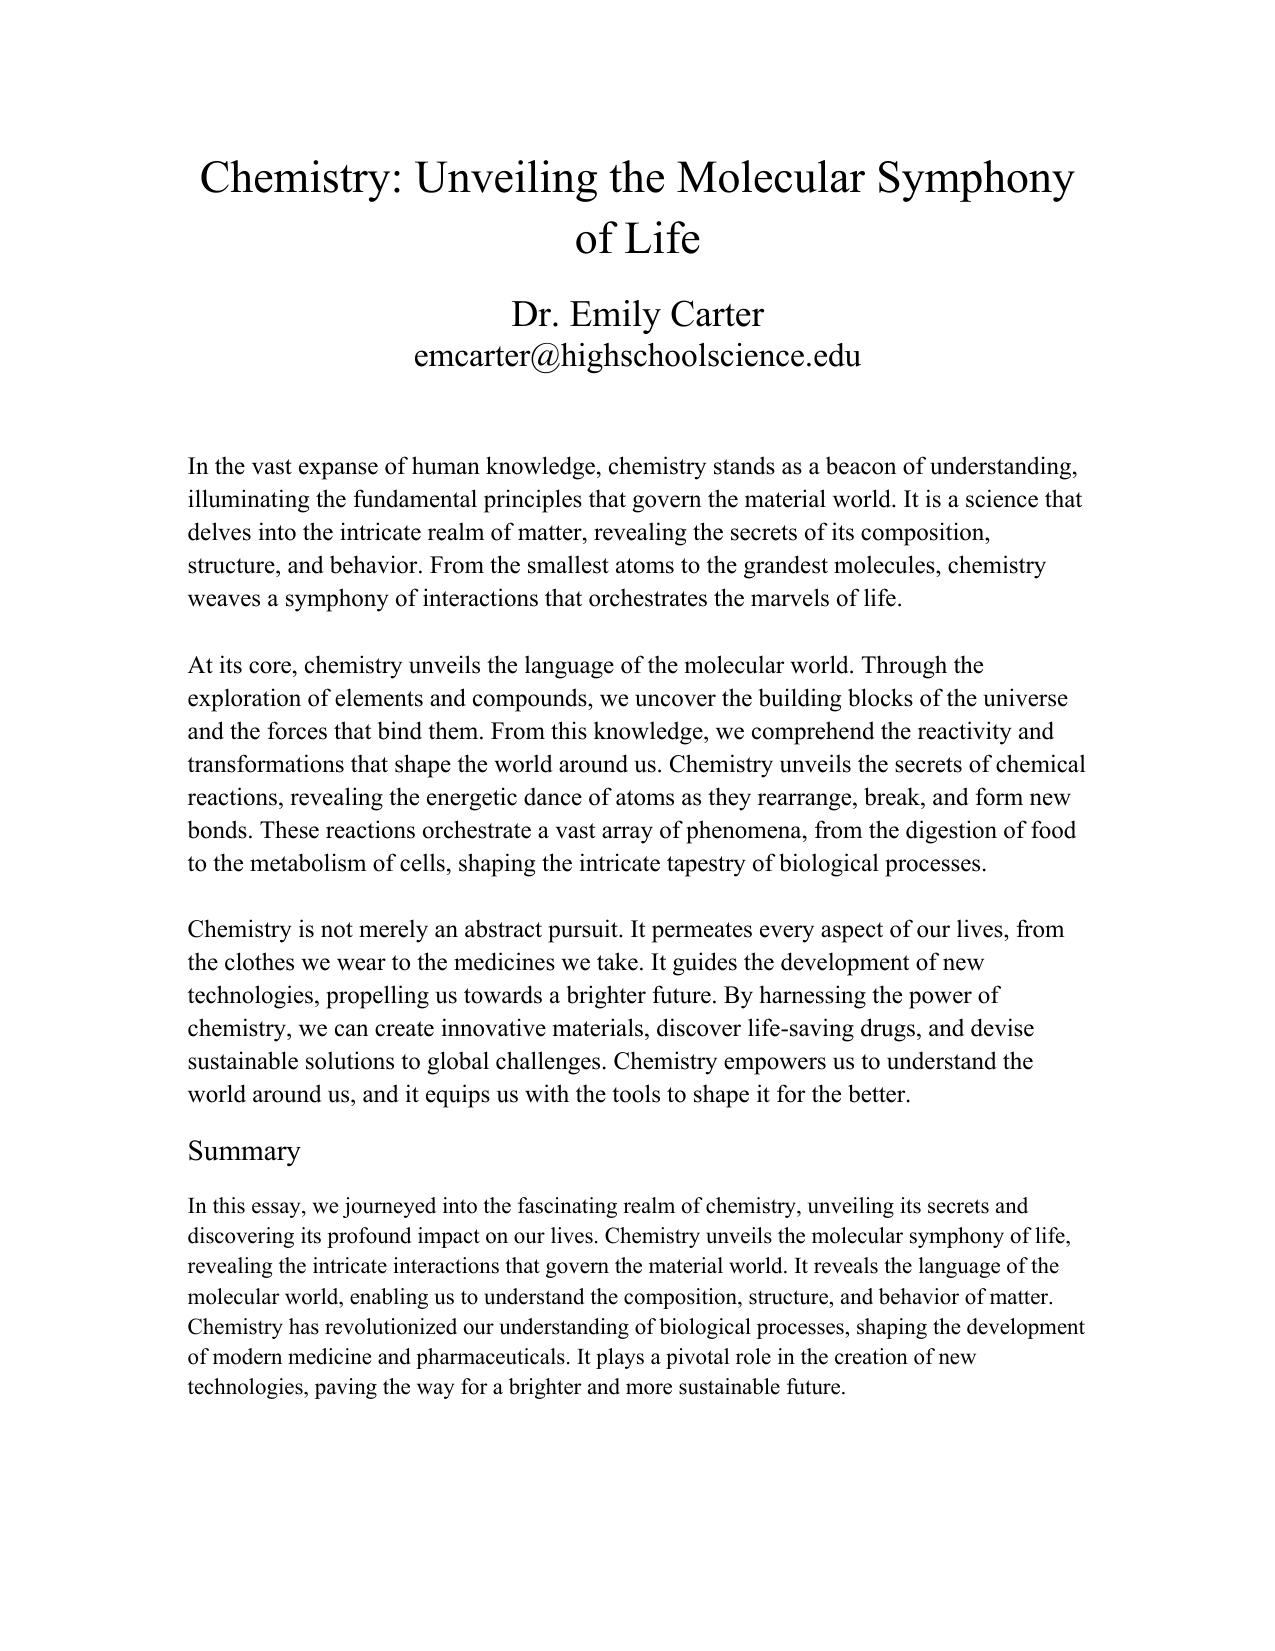 Chemistry: Unveiling the Molecular Symphony
of Life
Dr. Emily Carter
emcarter@highschoolscience.edu
In the vast expanse of human knowledge, chemistry stands as a beacon of understanding,
illuminating the fundamental principles that govern the material world. It is a science that
delves into the intricate realm of matter, revealing the secrets of its composition,
structure, and behavior. From the smallest atoms to the grandest molecules, chemistry
weaves a symphony of interactions that orchestrates the marvels of life.
At its core, chemistry unveils the language of the molecular world. Through the
exploration of elements and compounds, we uncover the building blocks of the universe
and the forces that bind them. From this knowledge, we comprehend the reactivity and
transformations that shape the world around us. Chemistry unveils the secrets of chemical
reactions, revealing the energetic dance of atoms as they rearrange, break, and form new
bonds. These reactions orchestrate a vast array of phenomena, from the digestion of food
to the metabolism of cells, shaping the intricate tapestry of biological processes.
Chemistry is not merely an abstract pursuit. It permeates every aspect of our lives, from
the clothes we wear to the medicines we take. It guides the development of new
technologies, propelling us towards a brighter future. By harnessing the power of
chemistry, we can create innovative materials, discover life-saving drugs, and devise
sustainable solutions to global challenges. Chemistry empowers us to understand the
world around us, and it equips us with the tools to shape it for the better.
Summary
In this essay, we journeyed into the fascinating realm of chemistry, unveiling its secrets and
discovering its profound impact on our lives. Chemistry unveils the molecular symphony of life,
revealing the intricate interactions that govern the material world. It reveals the language of the
molecular world, enabling us to understand the composition, structure, and behavior of matter.
Chemistry has revolutionized our understanding of biological processes, shaping the development
of modern medicine and pharmaceuticals. It plays a pivotal role in the creation of new
technologies, paving the way for a brighter and more sustainable future.